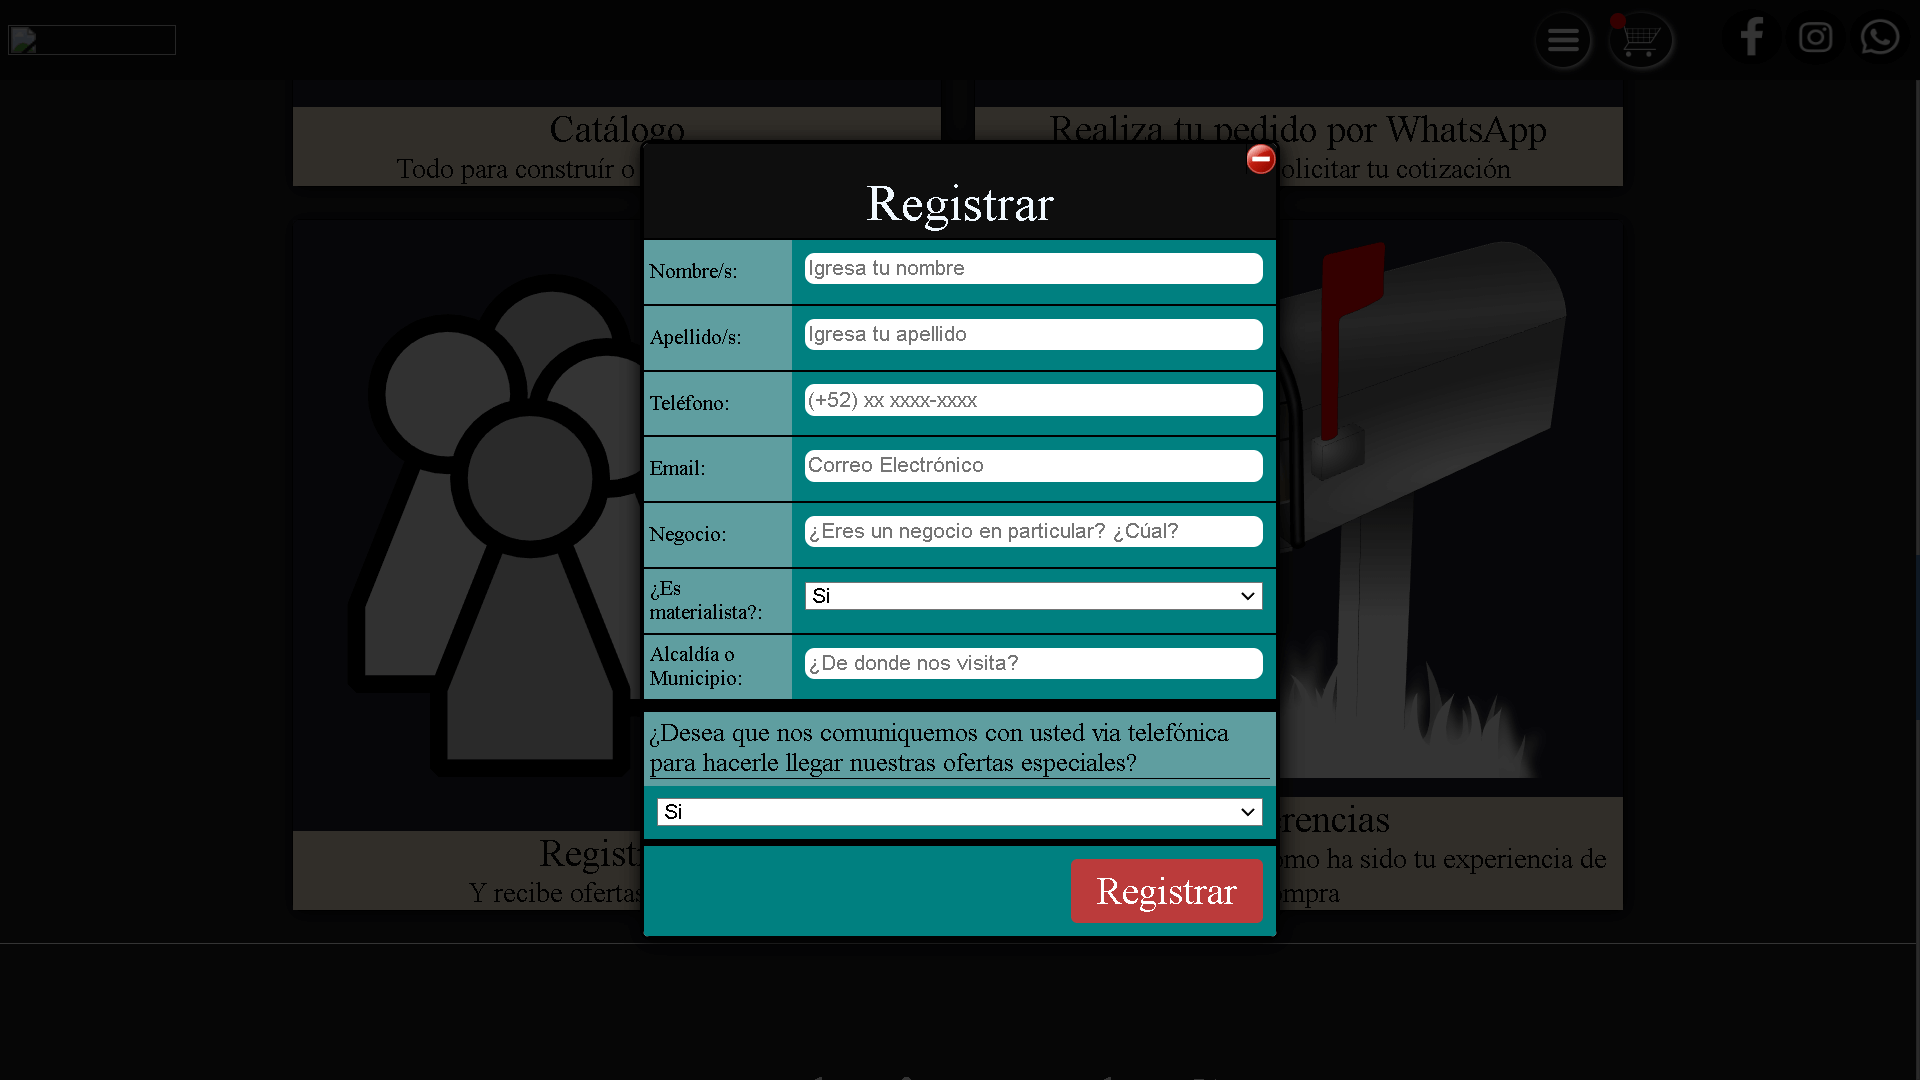 Catálogo
Todo para construír o
Realiza tu pedido por WhatsApp
olicitar tu cotización
Registrar
Nombre/s:
Igresa tu nombre
Apellido/s:
Igresa tu apellido
Teléfono:
(+52) xx xxxx-xxxx
Email:
Correo Electrónico
Negocio:
¿Eres un negocio en particular? ¿Cúal?
¿Es
materialista?:
Si
Alcaldía o
Municipio:
¿De donde nos visita?
¿Desea que nos comuniquemos con usted via telefónica
para hacerle llegar nuestras ofertas especiales?
Si
Registrar
Regist
Y recibe ofertas
erencias
omo ha sido tu experiencia de
ompra